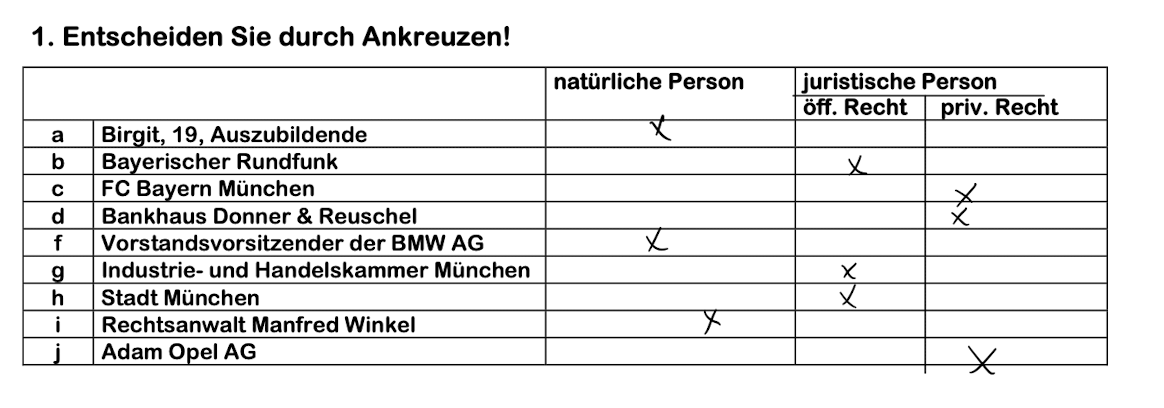 1. Entscheiden Sie durch Ankreuzen!
natürliche Person juristische Person
öff. Recht priv. Recht
a Birgit, 19, Auszubildende x
b Bayerischer Rundfunk x
c FC Bayern München x
d Bankhaus Donner & Reuschel x
f Vorstandsvorsitzender der BMW AG x
g Industrie- und Handelskammer München x
h Stadt München x
i Rechtsanwalt Manfred Winkel x
j Adam Opel AG x